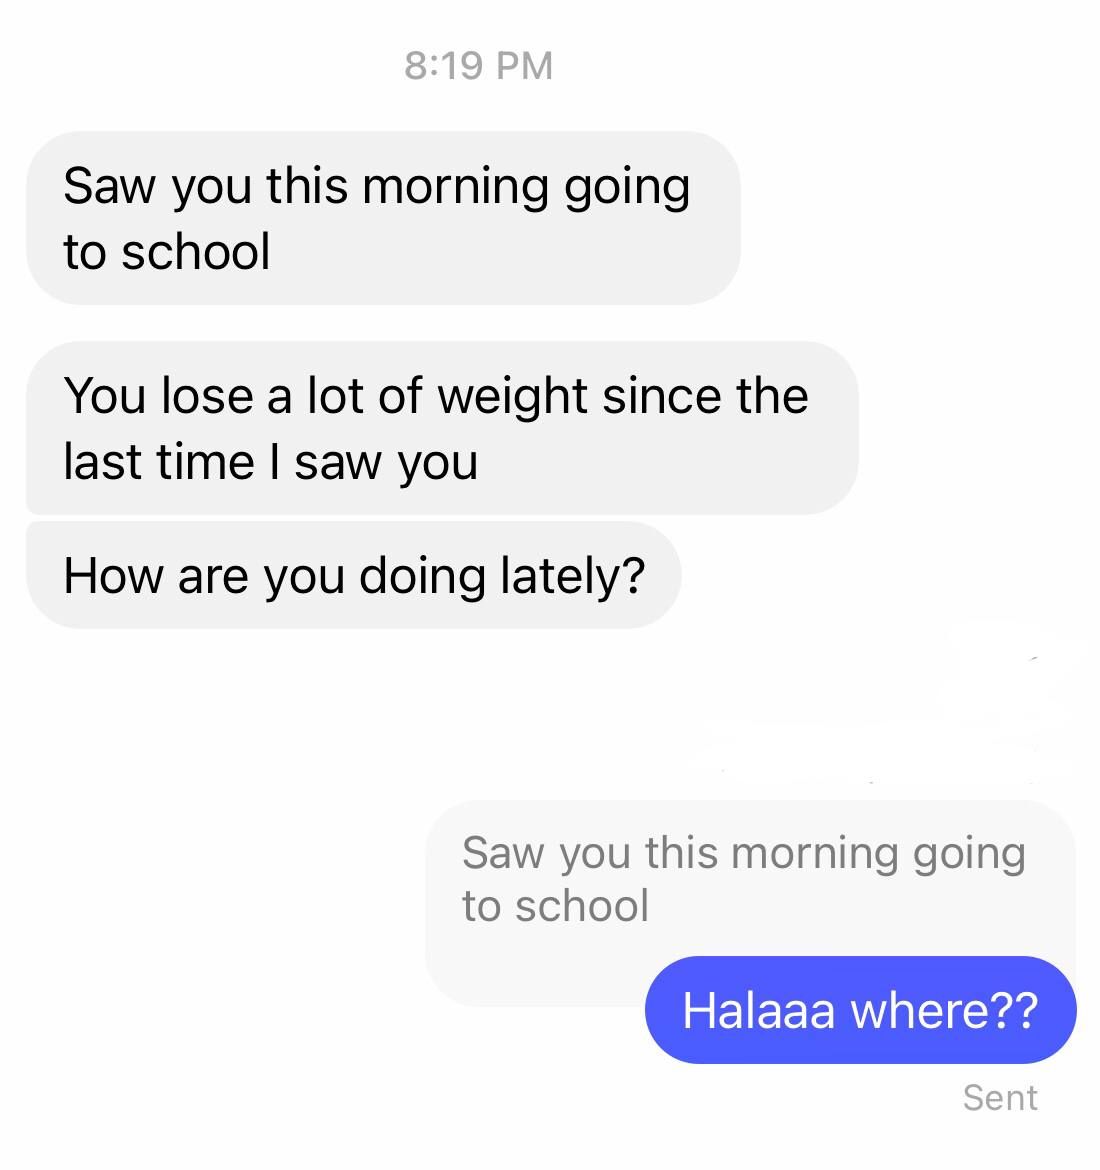 8:19 PM
Saw you this morning going
to school
You lose a lot of weight since the
last time I saw you
How are you doing lately?
Saw you this morning going
to school
Halaaa where??
Sent